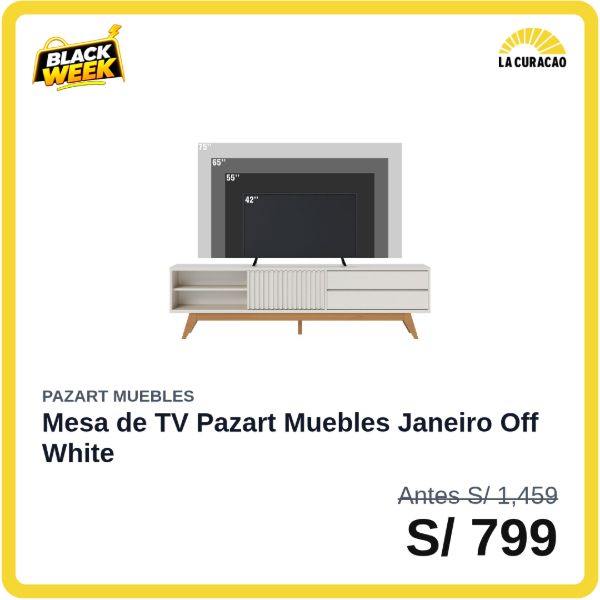 BLACK
WEEK
LA CURACAO
75"
65"
55"
42"
PAZART MUEBLES
Mesa de TV Pazart Muebles Janeiro Off
White
Antes S/ 1,459
S/ 799